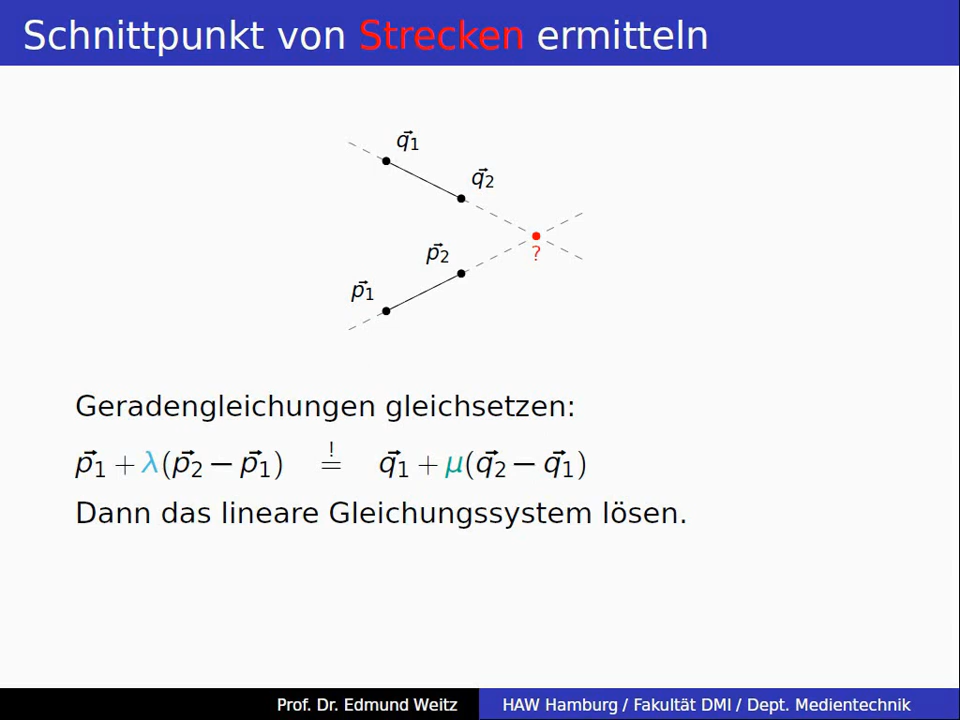 Schnittpunkt von Strecken ermitteln
q⃗1
q⃗2
p⃗2
?
p⃗1
Geradengleichungen gleichsetzen:
p⃗1 + λ(p⃗2 − p⃗1) =! q⃗1 + μ(q⃗2 − q⃗1)
Dann das lineare Gleichungssystem lösen.
Prof. Dr. Edmund Weitz HAW Hamburg / Fakultät DMI / Dept. Medientechnik